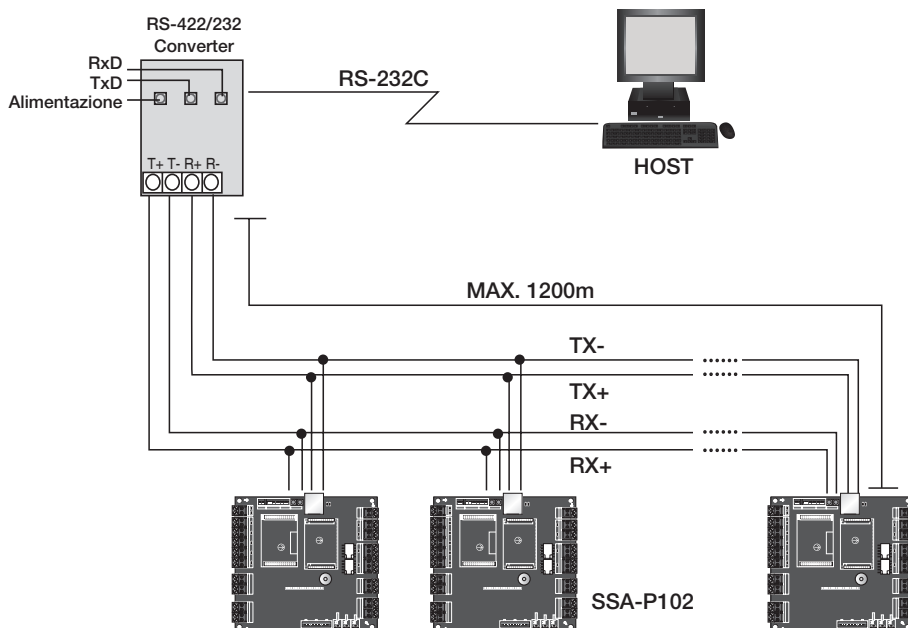 RS-422/232
Converter
RxD
TxD
Alimentazione
RS-232C
HOST
T+ T- R+ R-
MAX. 1200m
TX-
TX+
RX-
RX+
SSA-P102